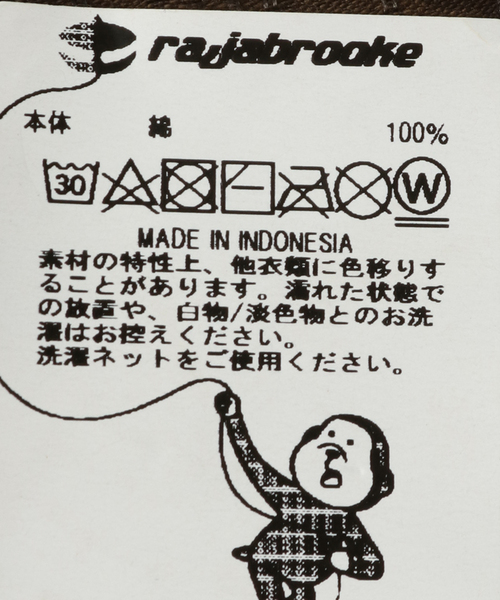 ralljabrooke
本体 綿 100%
30 W
MADE IN INDONESIA
素材の特性上、他衣類に色移りす
ることがあります。濡れた状態で
の放置や、白物/淡色物とのお洗
濯はお控えください。
洗濯ネットをご使用ください。